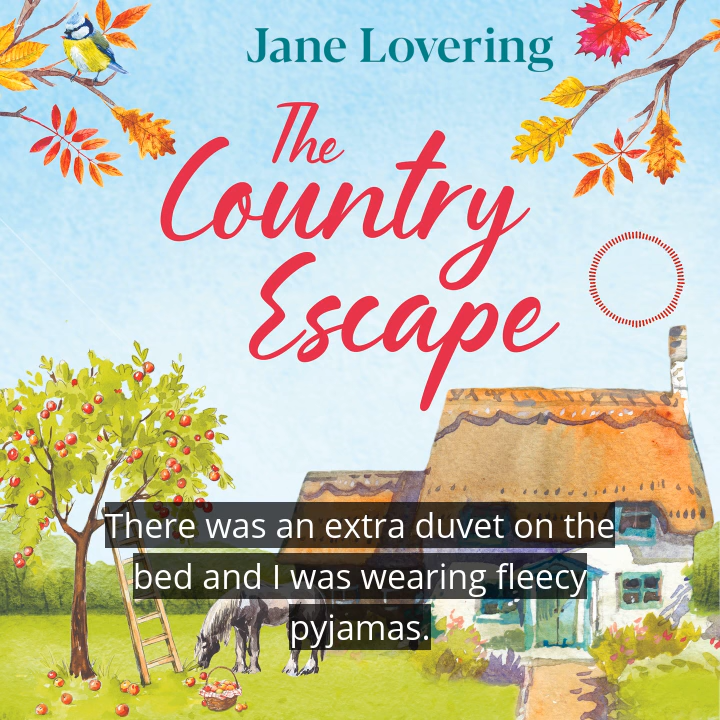 Jane Lovering
The
Country
Escape
There was an extra duvet on the
bed and I was wearing fleecy
pyjamas.